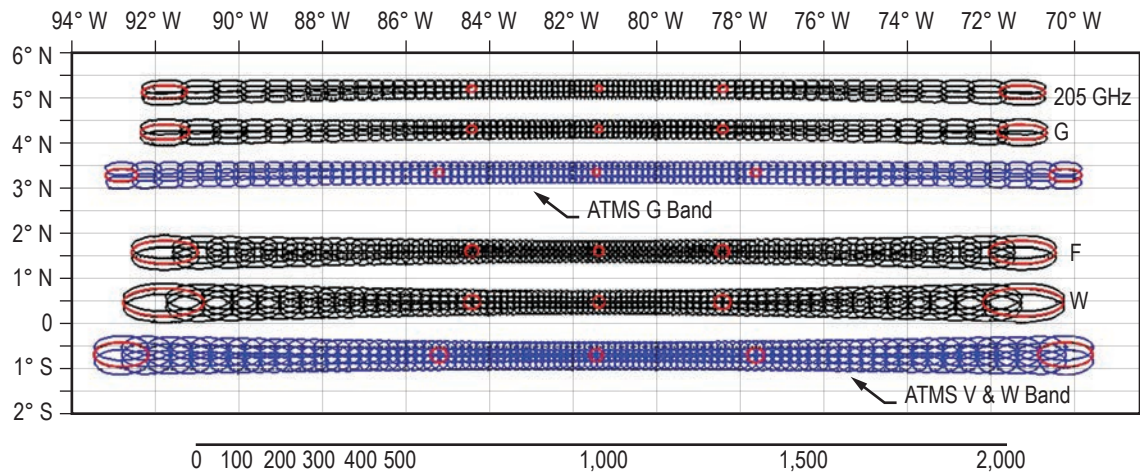 94° W 92° W 90° W 88° W 86° W 84° W 82° W 80° W 78° W 76° W 74° W 72° W 70° W
6° N
5° N
205 GHz
4° N
G
3° N
ATMS G Band
2° N
F
1° N
W
0
1° S
ATMS V & W Band
2° S
0 100 200 300 400 500 1,000 1,500 2,000